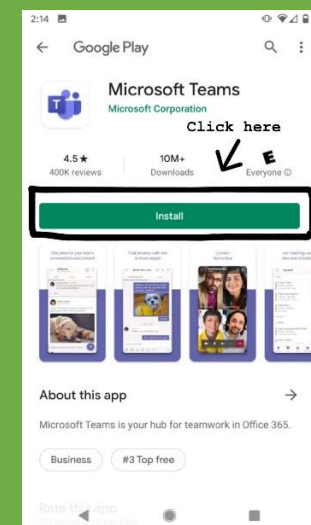 2:14
Google Play
Microsoft Teams
Microsoft Corporation
Click here
4.5★
400K reviews
10M+
Downloads
E
Everyone
Install
About this app
Microsoft Teams is your hub for teamwork in Office 365.
Business
#3 Top free
Rate this app